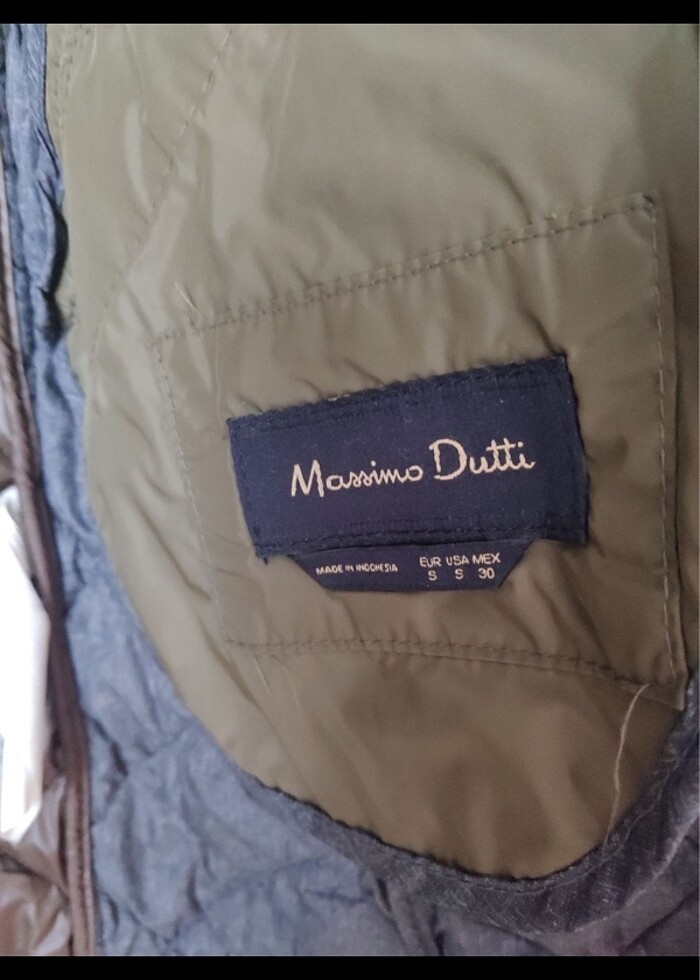 Massimo Dutti
MADE IN INDONESIA
EUR USA MEX
S S 30